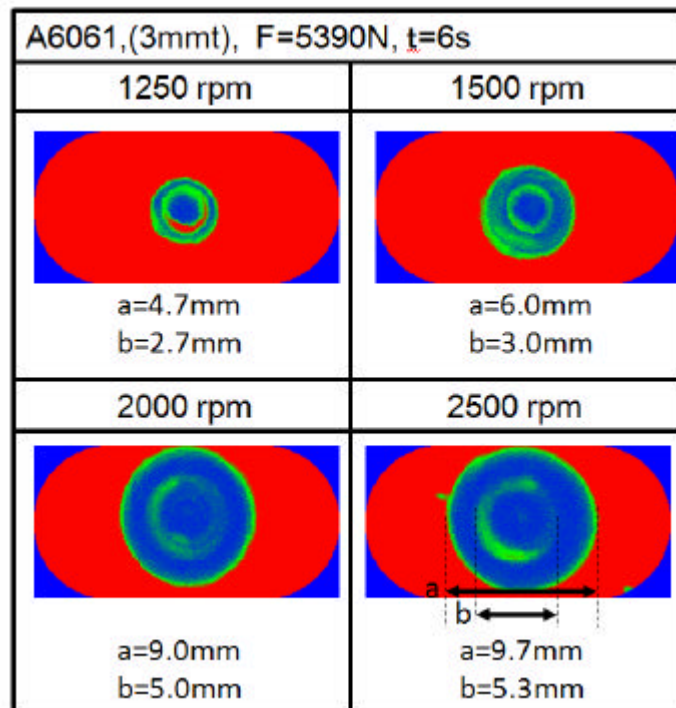 A6061,(3mmt), F=5390N, t=6s
1250 rpm
1500 rpm
a=4.7mm
b=2.7mm
a=6.0mm
b=3.0mm
2000 rpm
2500 rpm
a
b
a=9.0mm
b=5.0mm
a=9.7mm
b=5.3mm